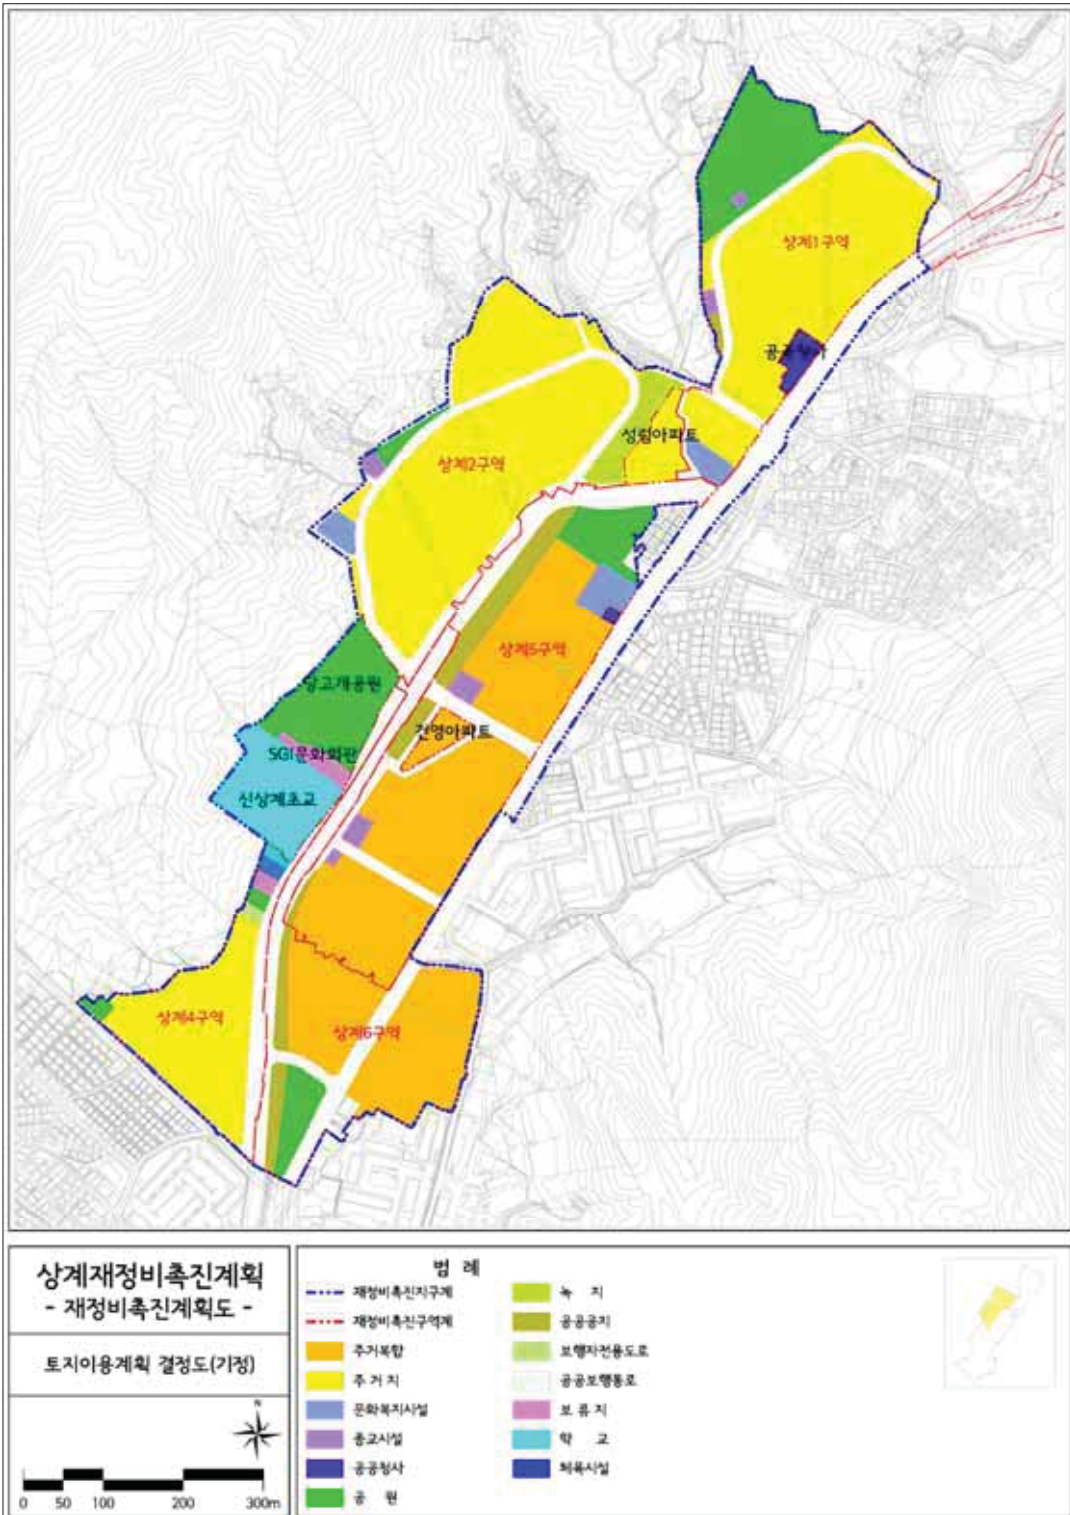 상계1구역
공공청사
성림아파트
상계2구역
상계5구역
당고개공원
건영아파트
SGI문화회관
신상계초교
상계4구역
상계6구역
상계재정비촉진계획
- 재정비촉진계획도 -
토지이용계획 결정도(기정)
N
0 50 100 200 300m
범 례
재정비촉진지구계
재정비촉진구역계
주거복합
주 거 지
문화복지시설
종교시설
공공청사
공 원
녹 지
공공공지
보행자전용도로
공공보행통로
보 류 지
학 교
체육시설